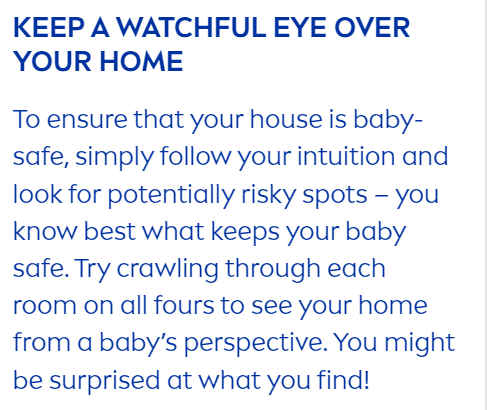 KEEP A WATCHFUL EYE OVER
YOUR HOME
To ensure that your house is baby-
safe, simply follow your intuition and
look for potentially risky spots – you
know best what keeps your baby
safe. Try crawling through each
room on all fours to see your home
from a baby's perspective. You might
be surprised at what you find!